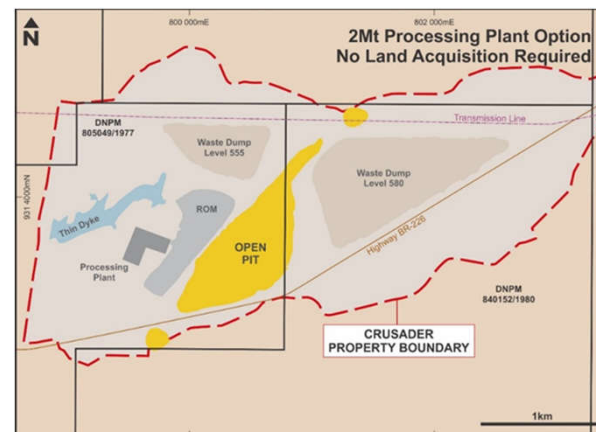 800 000mE
802 000mE
N
2Mt Processing Plant Option
No Land Acquisition Required
Transmission Line
DNPM
805049/1977
Waste Dump
Level 555
Waste Dump
Level 580
931 4000mN
ROM
Thin Dyke
OPEN
PIT
Highway BR-226
Processing
Plant
DNPM
840152/1980
CRUSADER
PROPERTY BOUNDARY
1km